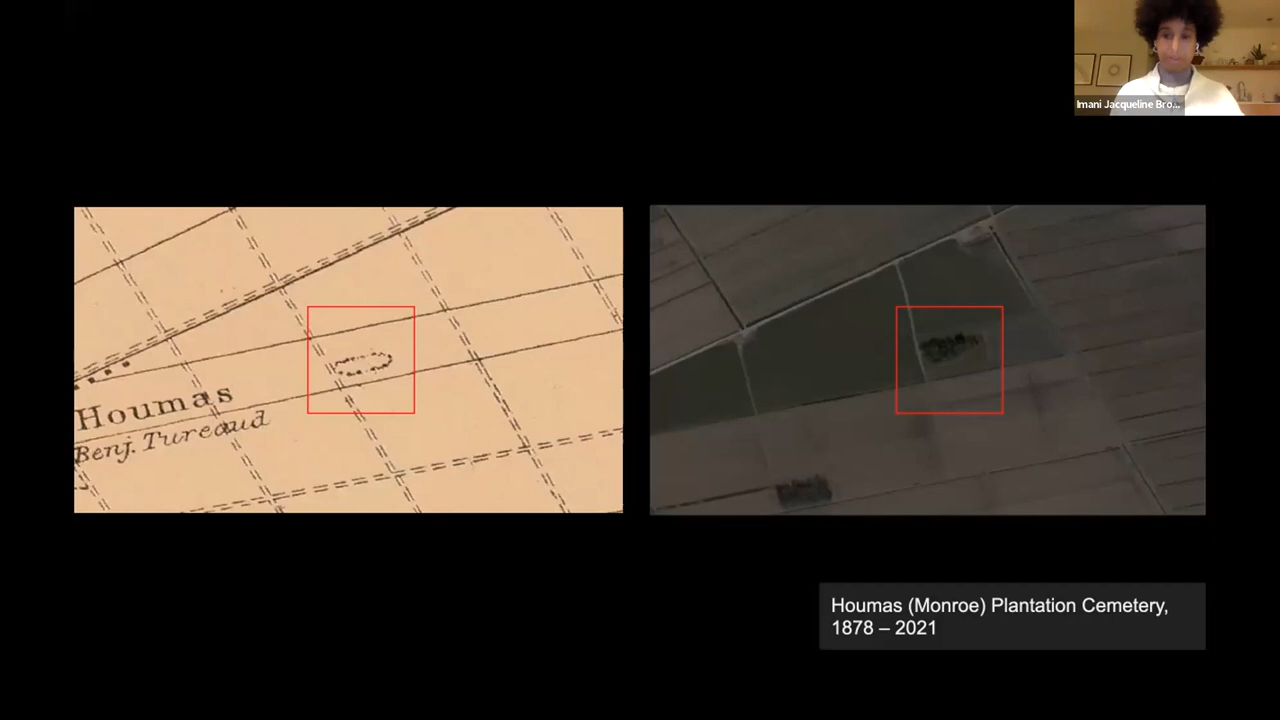 Imani Jacqueline Bro...
Houmas
Benj. Tureaud
Houmas (Monroe) Plantation Cemetery,
1878 – 2021